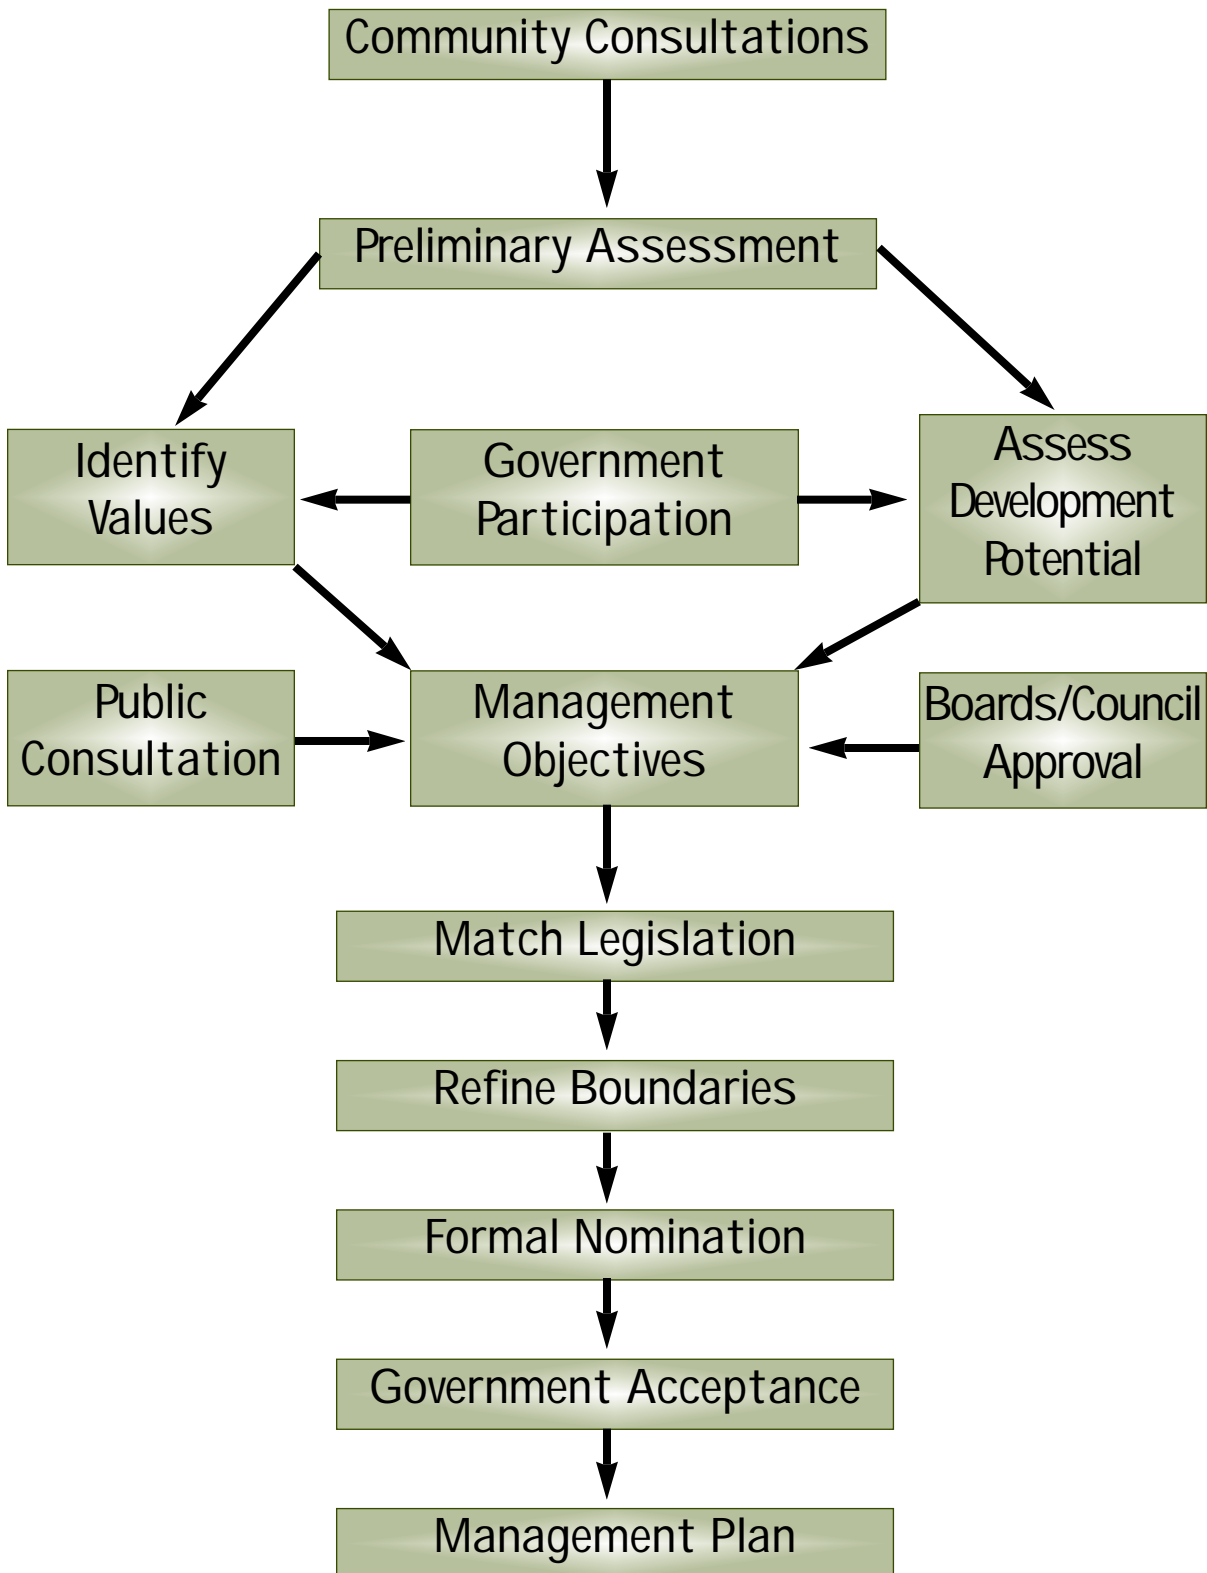 Community Consultations
Preliminary Assessment
Identify
Values
Government
Participation
Assess
Development
Potential
Public
Consultation
Management
Objectives
Boards/Council
Approval
Match Legislation
Refine Boundaries
Formal Nomination
Government Acceptance
Management Plan